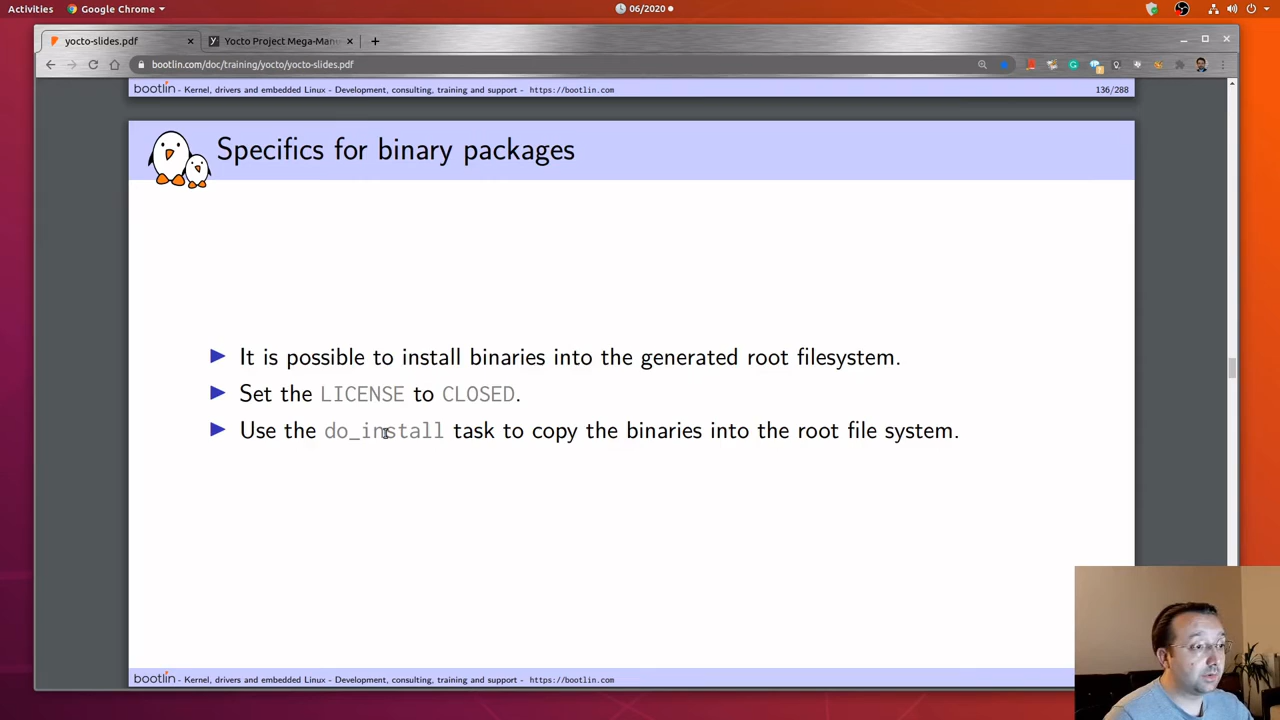 Activities
Google Chrome
06/2020
yocto-slides.pdf
Yocto Project Mega-Man
bootlin.com/doc/training/yocto/yocto-slides.pdf
bootlin - Kernel, drivers and embedded Linux - Development, consulting, training and support - https://bootlin.com
136/288
Specifics for binary packages
It is possible to install binaries into the generated root filesystem.
Set the LICENSE to CLOSED.
Use the do_install task to copy the binaries into the root file system.
bootlin - Kernel, drivers and embedded Linux - Development, consulting, training and support - https://bootlin.com